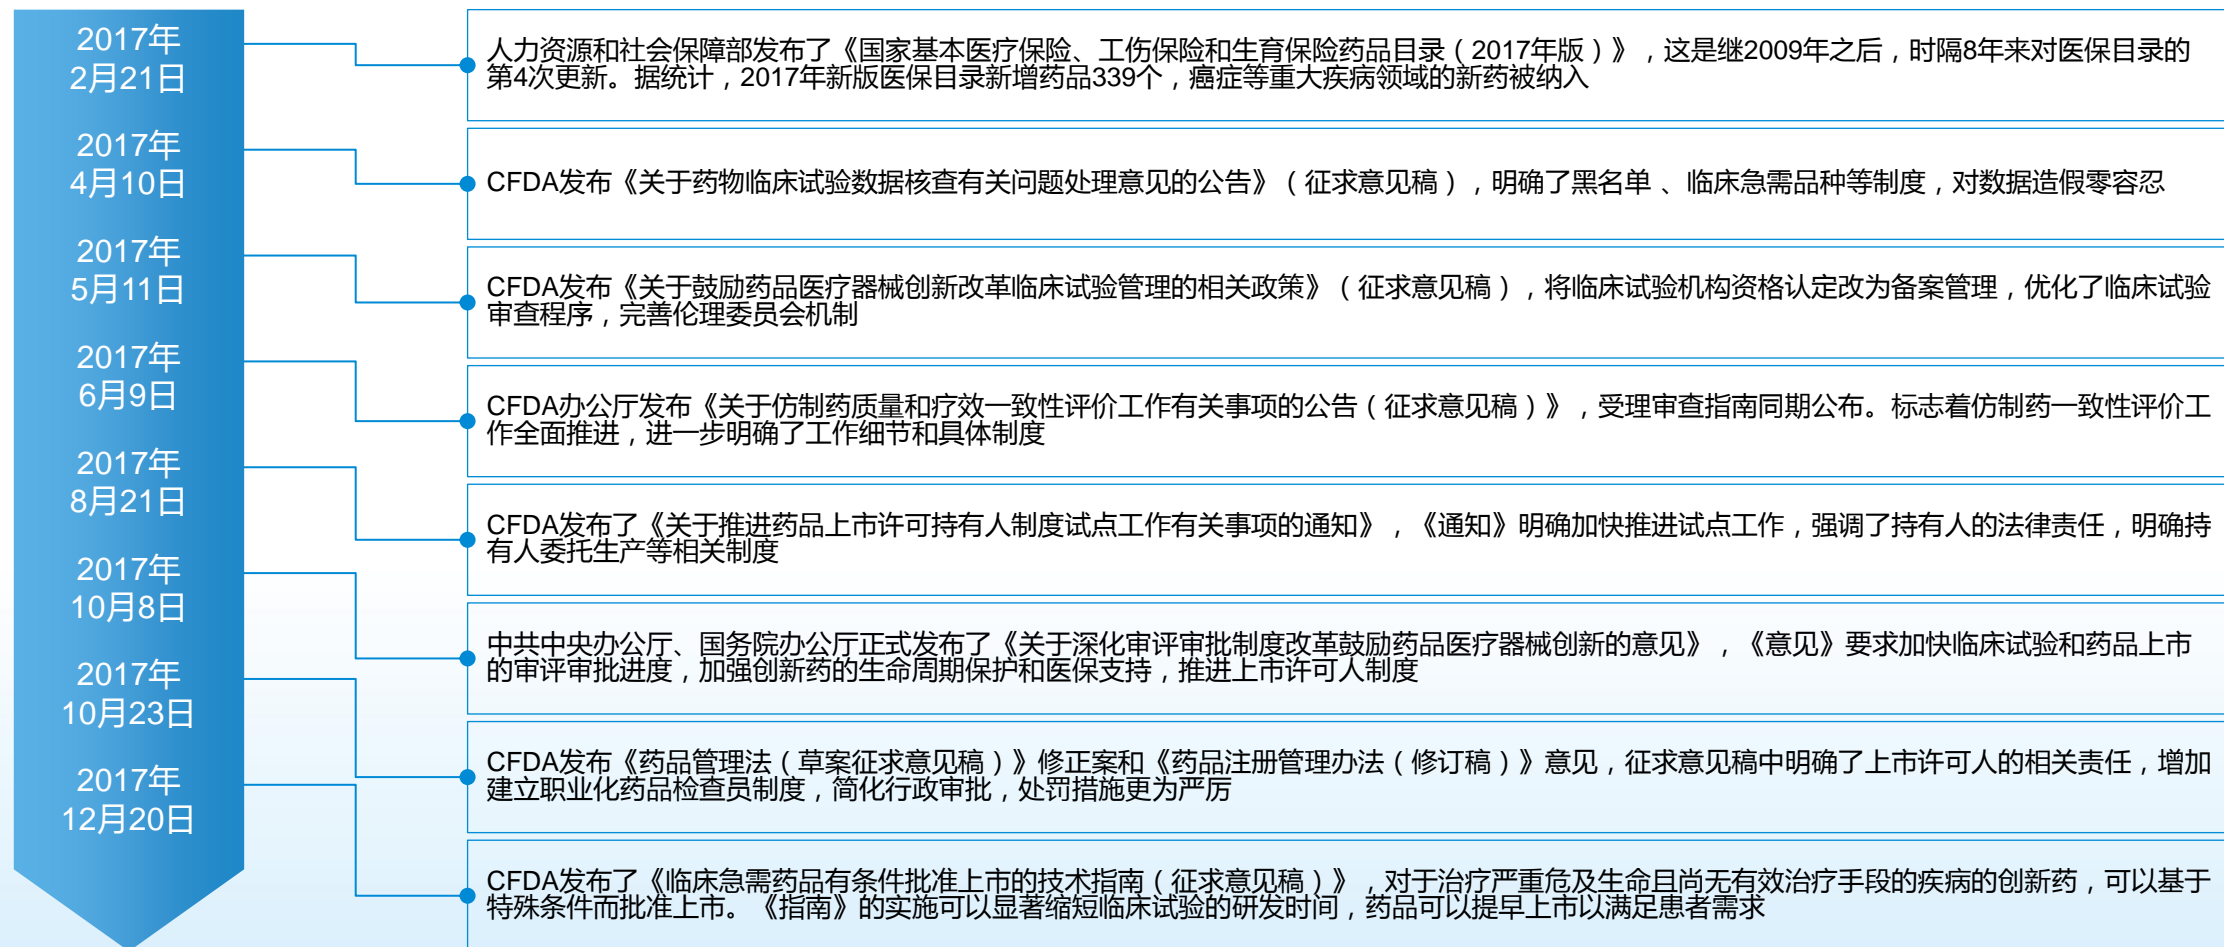 2017年
2月21日
人力资源和社会保障部发布了《国家基本医疗保险、工伤保险和生育保险药品目录（2017年版）》，这是继2009年之后，时隔8年来对医保目录的
第4次更新。据统计，2017年新版医保目录新增药品339个，癌症等重大疾病领域的新药被纳入
2017年
4月10日
CFDA发布《关于药物临床试验数据核查有关问题处理意见的公告》（征求意见稿），明确了黑名单 、临床急需品种等制度，对数据造假零容忍
2017年
5月11日
CFDA发布《关于鼓励药品医疗器械创新改革临床试验管理的相关政策》（征求意见稿），将临床试验机构资格认定改为备案管理，优化了临床试验
审查程序，完善伦理委员会机制
2017年
6月9日
CFDA办公厅发布《关于仿制药质量和疗效一致性评价工作有关事项的公告（征求意见稿）》，受理审查指南同期公布。标志着仿制药一致性评价工
作全面推进，进一步明确了工作细节和具体制度
2017年
8月21日
CFDA发布了《关于推进药品上市许可持有人制度试点工作有关事项的通知》，《通知》明确加快推进试点工作，强调了持有人的法律责任，明确持
有人委托生产等相关制度
2017年
10月8日
中共中央办公厅、国务院办公厅正式发布了《关于深化审评审批制度改革鼓励药品医疗器械创新的意见》，《意见》要求加快临床试验和药品上市
的审评审批进度，加强创新药的生命周期保护和医保支持，推进上市许可人制度
2017年
10月23日
CFDA发布《药品管理法（草案征求意见稿）》修正案和《药品注册管理办法（修订稿）》意见，征求意见稿中明确了上市许可人的相关责任，增加
建立职业化药品检查员制度，简化行政审批，处罚措施更为严厉
2017年
12月20日
CFDA发布了《临床急需药品有条件批准上市的技术指南（征求意见稿）》，对于治疗严重危及生命且尚无有效治疗手段的疾病的创新药，可以基于
特殊条件而批准上市。《指南》的实施可以显著缩短临床试验的研发时间，药品可以提早上市以满足患者需求